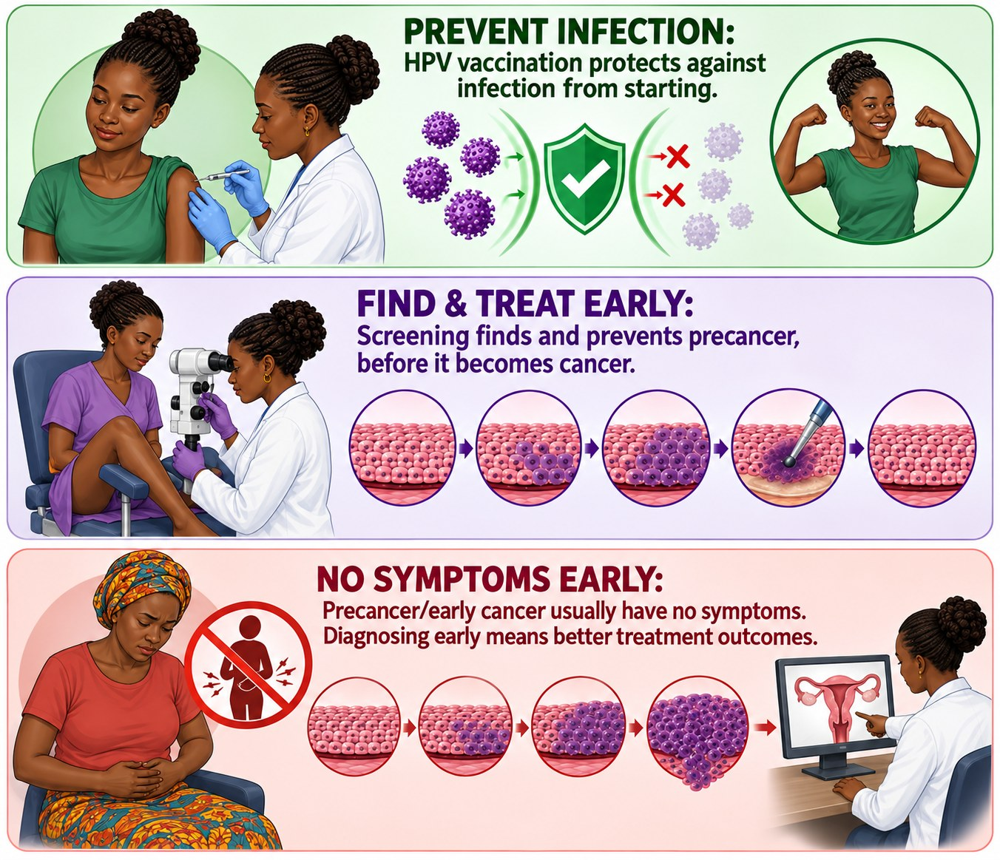 PREVENT INFECTION:
HPV vaccination protects against
infection from starting.
FIND & TREAT EARLY:
Screening finds and prevents precancer,
before it becomes cancer.
NO SYMPTOMS EARLY:
Precancer/early cancer usually have no symptoms.
Diagnosing early means better treatment outcomes.